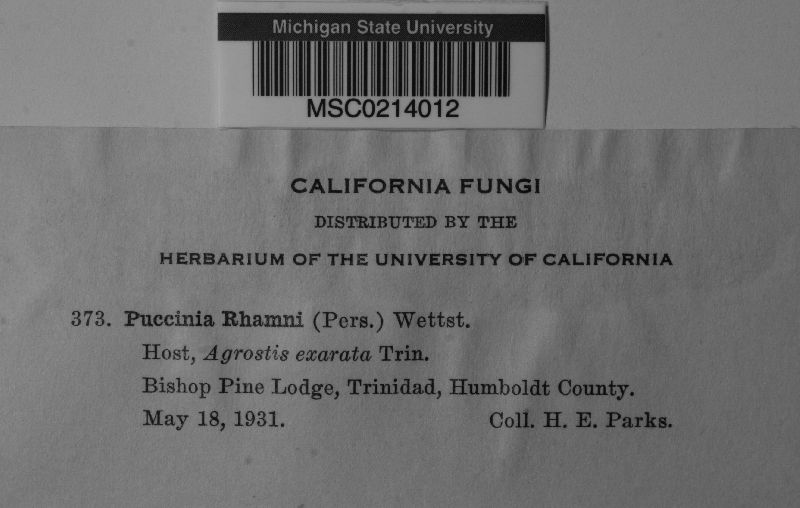 Michigan State University
MSC0214012
CALIFORNIA FUNGI
DISTRIBUTED BY THE
HERBARIUM OF THE UNIVERSITY OF CALIFORNIA
373. Puccinia Rhamni (Pers.) Wettst.
Host, Agrostis exarata Trin.
Bishop Pine Lodge, Trinidad, Humboldt County.
May 18, 1931. Coll. H. E. Parks.